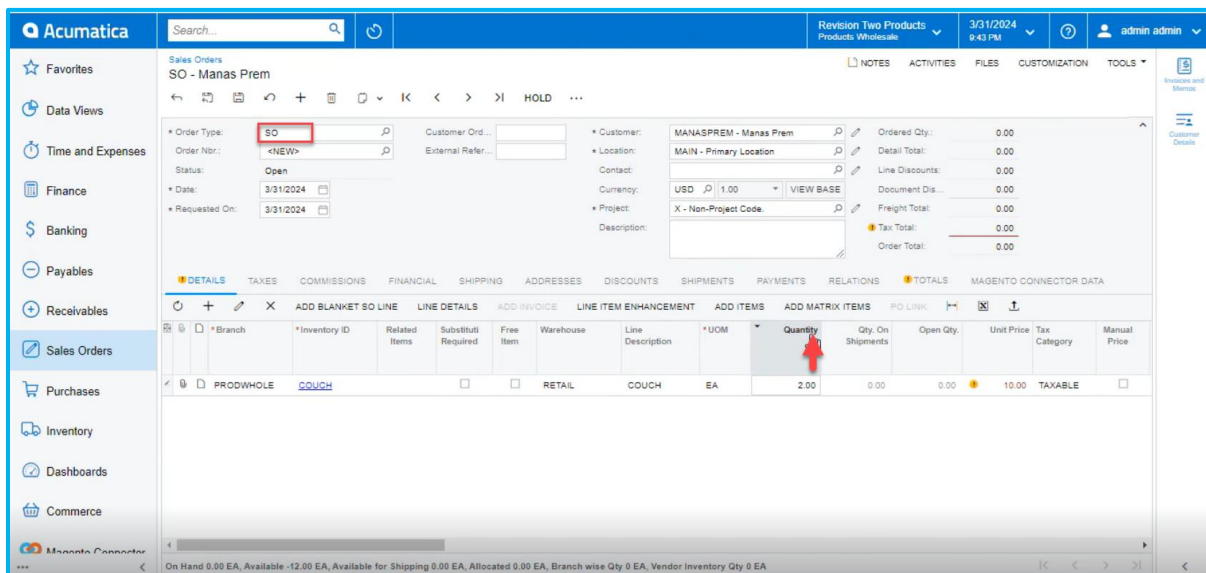 Acumatica
Search...
Revision Two Products
Products Wholesale
3/31/2024
9:43 PM
admin admin
Favorites
Data Views
Time and Expenses
Finance
Banking
Payables
Receivables
Sales Orders
Purchases
Inventory
Dashboards
Commerce
Magento Connector
Sales Orders
SO - Manas Prem
NOTES ACTIVITIES FILES CUSTOMIZATION TOOLS
HOLD
Invoices and Memos
Customer Details
* Order Type: SO
Order Nbr.: <NEW>
Status: Open
* Date: 3/31/2024
* Requested On: 3/31/2024
Customer Ord...
External Refer...
* Customer: MANASPREM - Manas Prem
* Location: MAIN - Primary Location
Contact:
Currency: USD 1.00 VIEW BASE
* Project: X - Non-Project Code.
Description:
Ordered Qty.: 0.00
Detail Total: 0.00
Line Discounts: 0.00
Document Dis... 0.00
Freight Total: 0.00
Tax Total: 0.00
Order Total: 0.00
DETAILS TAXES COMMISSIONS FINANCIAL SHIPPING ADDRESSES DISCOUNTS SHIPMENTS PAYMENTS RELATIONS TOTALS MAGENTO CONNECTOR DATA
ADD BLANKET SO LINE LINE DETAILS ADD INVOICE LINE ITEM ENHANCEMENT ADD ITEMS ADD MATRIX ITEMS PO LINK
* Branch * Inventory ID Related Items Substituti Required Free Item Warehouse Line Description * UOM Quantity Qty. On Shipments Open Qty. Unit Price Tax Category Manual Price
PRODWHOLE COUCH RETAIL COUCH EA 2.00 0.00 0.00 10.00 TAXABLE
On Hand 0.00 EA, Available -12.00 EA, Available for Shipping 0.00 EA, Allocated 0.00 EA, Branch wise Qty 0 EA, Vendor Inventory Qty 0 EA